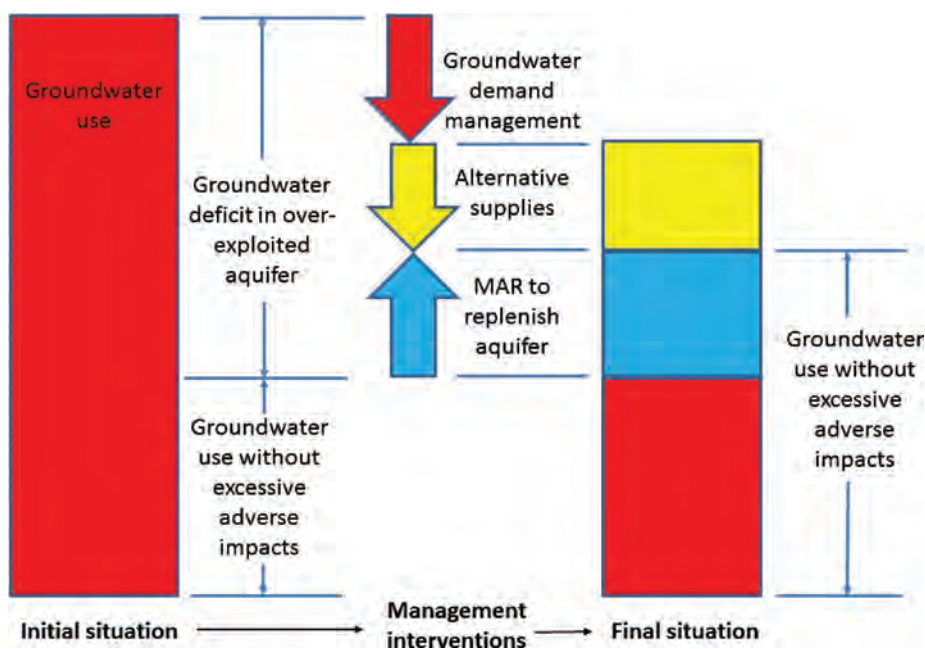 Groundwater
use
Groundwater
deficit in over-
exploited
aquifer
Groundwater
use without
excessive
adverse
impacts
Groundwater
demand
management
Alternative
supplies
MAR to
replenish
aquifer
Groundwater
use without
excessive
adverse
impacts
Initial situation
Management
interventions
Final situation